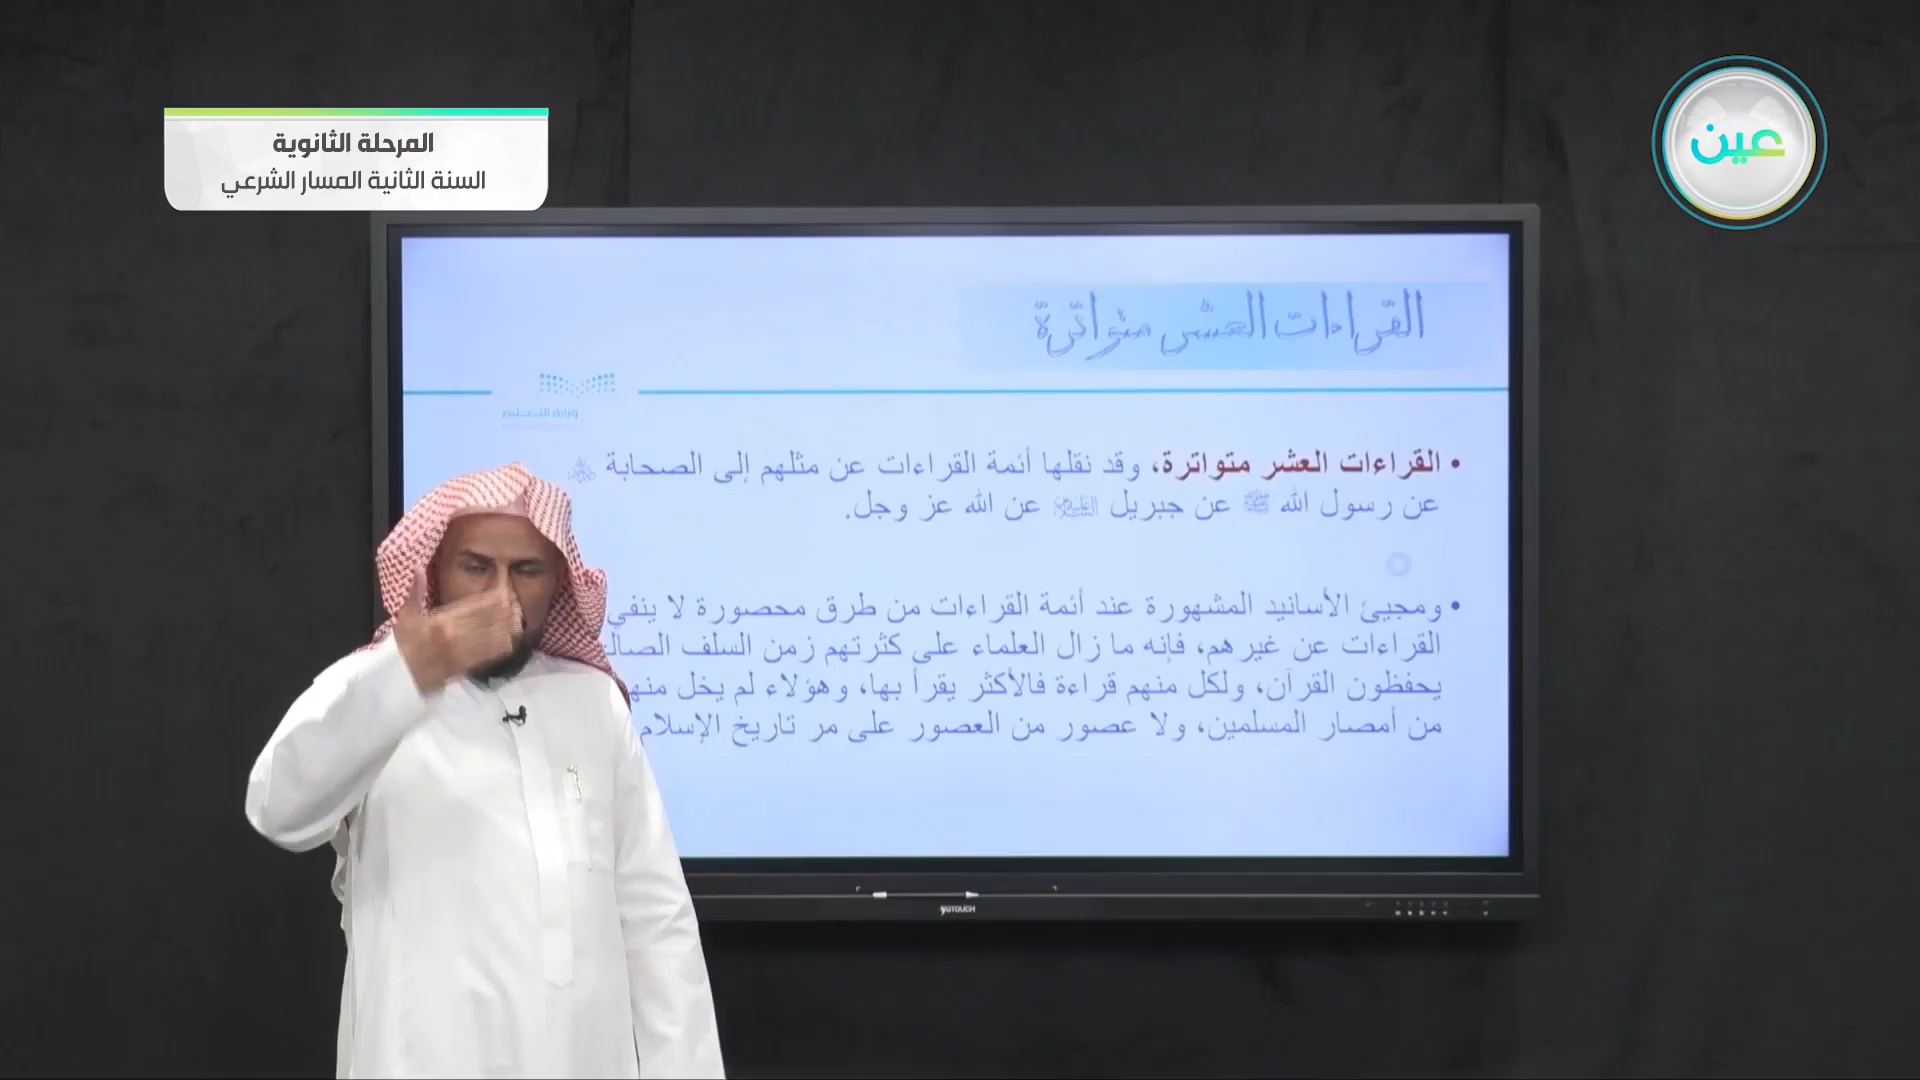 المرحلة الثانوية
السنة الثانية المسار الشرعي
عين
القراءات العشر متواترة
وزارة التعليم
• القراءات العشر متواترة، وقد نقلها أئمة القراءات عن مثلهم إلى الصحابة
عن رسول الله ﷺ عن جبريل عن الله عز وجل.
• ومجيئ الأسانيد المشهورة عند أئمة القراءات من طرق محصورة لا ينفي
القراءات عن غيرهم، فإنه ما زال العلماء على كثرتهم زمن السلف
يحفظون القرآن، ولكل منهم قراءة فالأكثر يقرأ بها، وهؤلاء لم يخل
من أمصار المسلمين، ولا عصور من العصور على مر تاريخ الإسلام